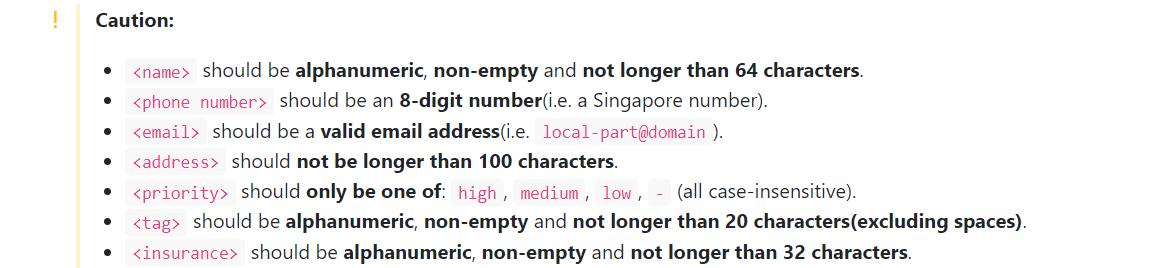 ! Caution:
• <name> should be alphanumeric, non-empty and not longer than 64 characters.
• <phone number> should be an 8-digit number(i.e. a Singapore number).
• <email> should be a valid email address(i.e. local-part@domain ).
• <address> should not be longer than 100 characters.
• <priority> should only be one of: high , medium , low , - (all case-insensitive).
• <tag> should be alphanumeric, non-empty and not longer than 20 characters(excluding spaces).
• <insurance> should be alphanumeric, non-empty and not longer than 32 characters.